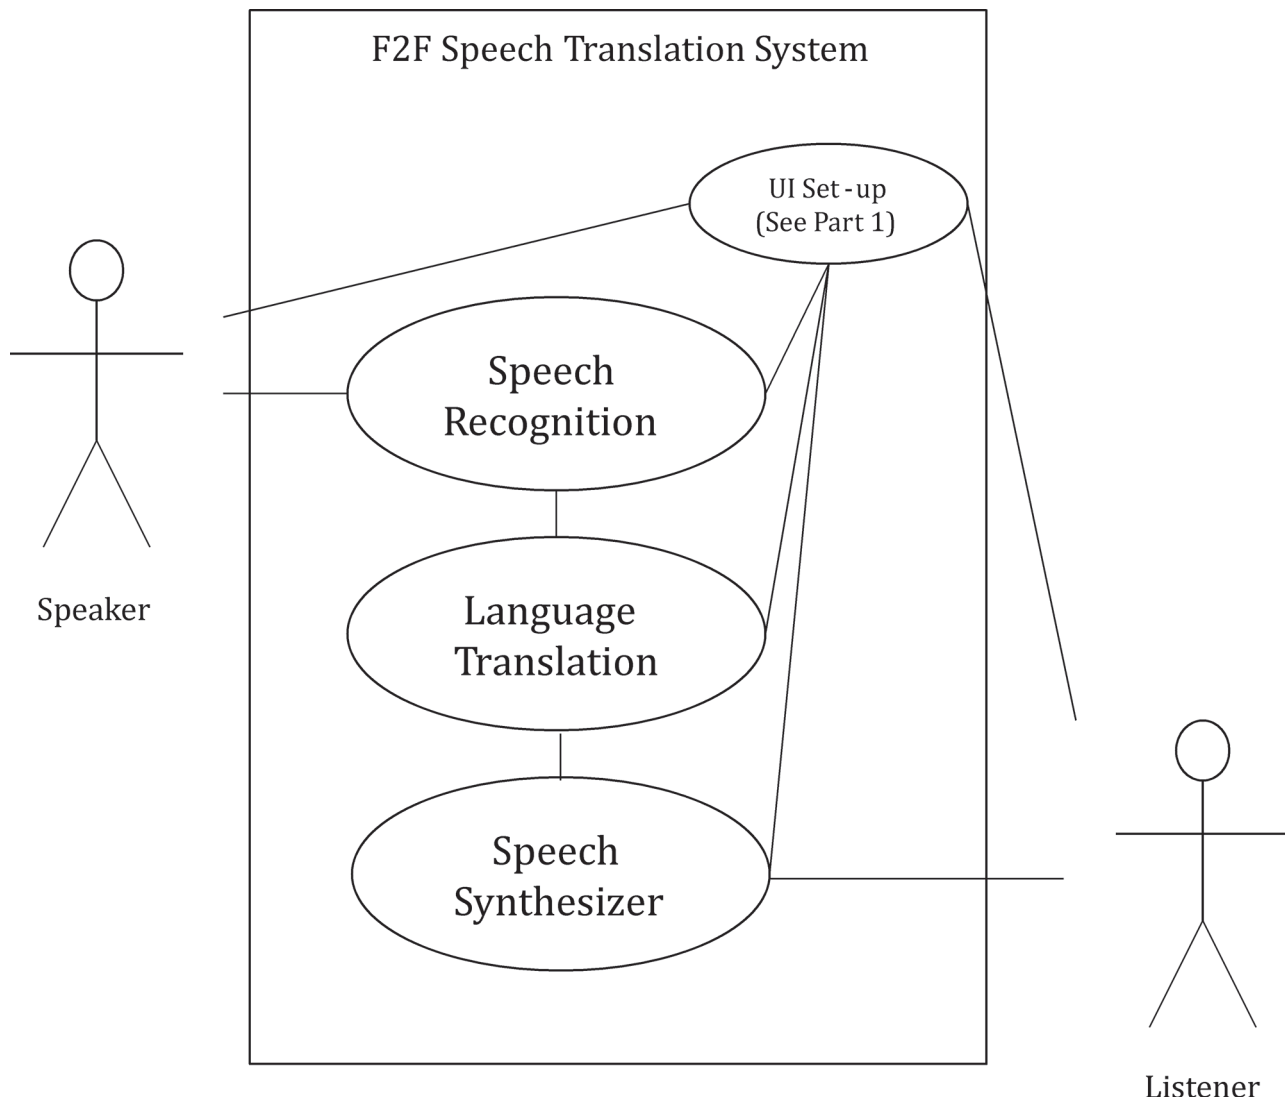 F2F Speech Translation System
UI Set-up
(See Part 1)
Speech
Recognition
Speaker
Language
Translation
Speech
Synthesizer
Listener